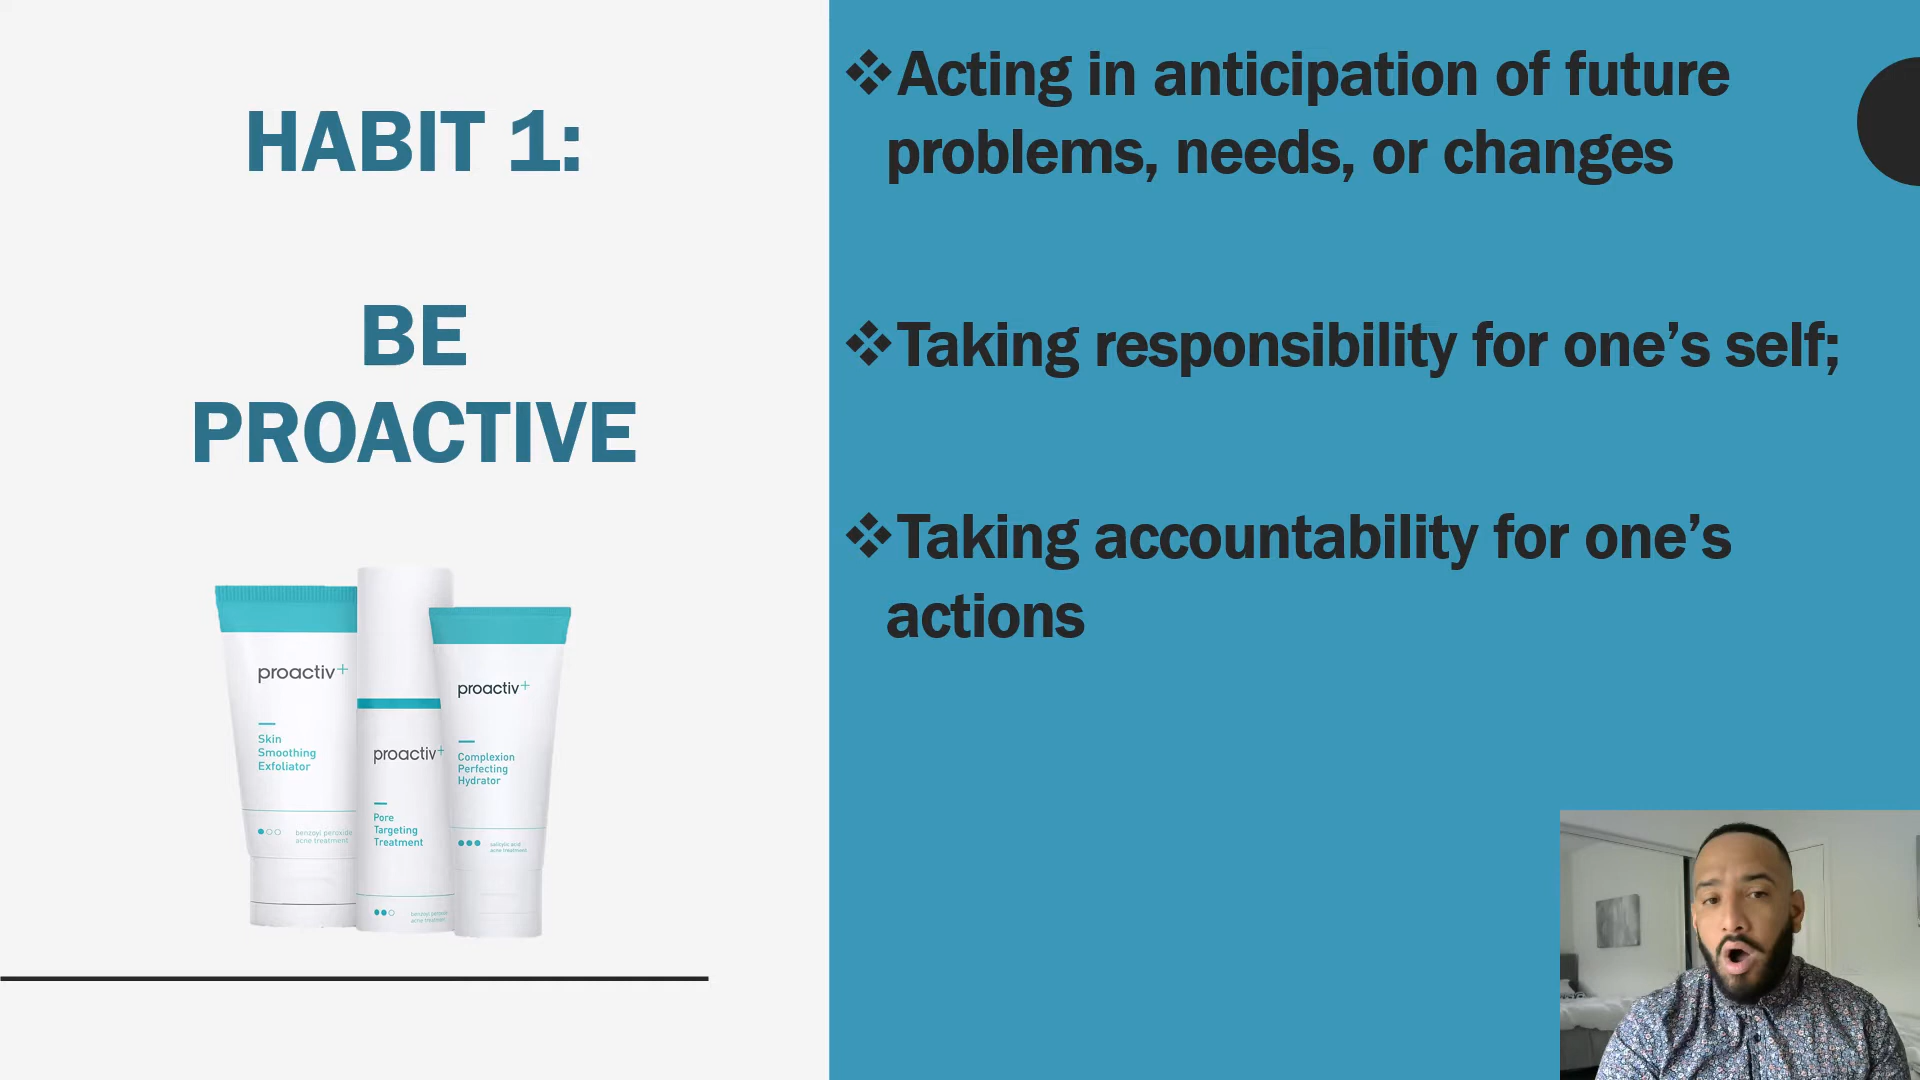 HABIT 1:
BE
PROACTIVE
❖Acting in anticipation of future
problems, needs, or changes
❖Taking responsibility for one’s self;
❖Taking accountability for one’s
actions
proactiv+
Skin
Smoothing
Exfoliator
benzoyl peroxide
acne treatment
proactiv+
Pore
Targeting
Treatment
benzoyl peroxide
acne treatment
proactiv+
Complexion
Perfecting
Hydrator
salicylic acid
acne treatment